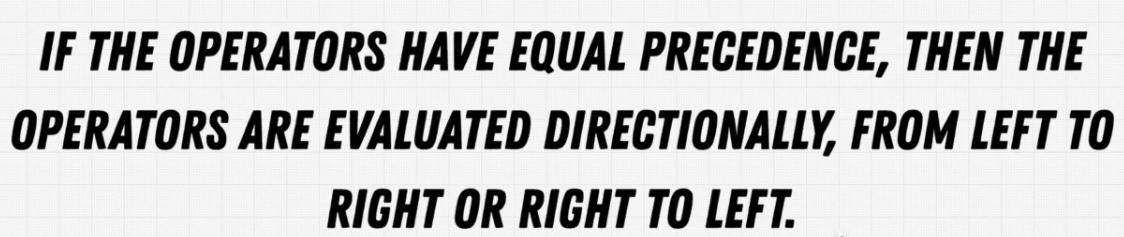 IF THE OPERATORS HAVE EQUAL PRECEDENCE, THEN THE
OPERATORS ARE EVALUATED DIRECTIONALLY, FROM LEFT TO
RIGHT OR RIGHT TO LEFT.